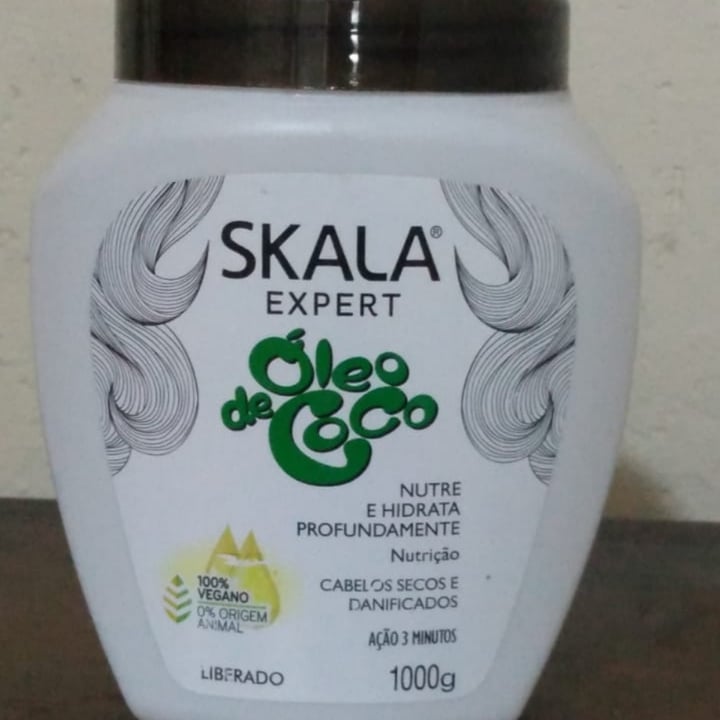 SKALA®
EXPERT
Óleo
de Coco
NUTRE
E HIDRATA
PROFUNDAMENTE
Nutrição
CABELOS SECOS E
DANIFICADOS
100%
VEGANO
0% ORIGEM
ANIMAL
AÇÃO 3 MINUTOS
LIBERADO
1000g